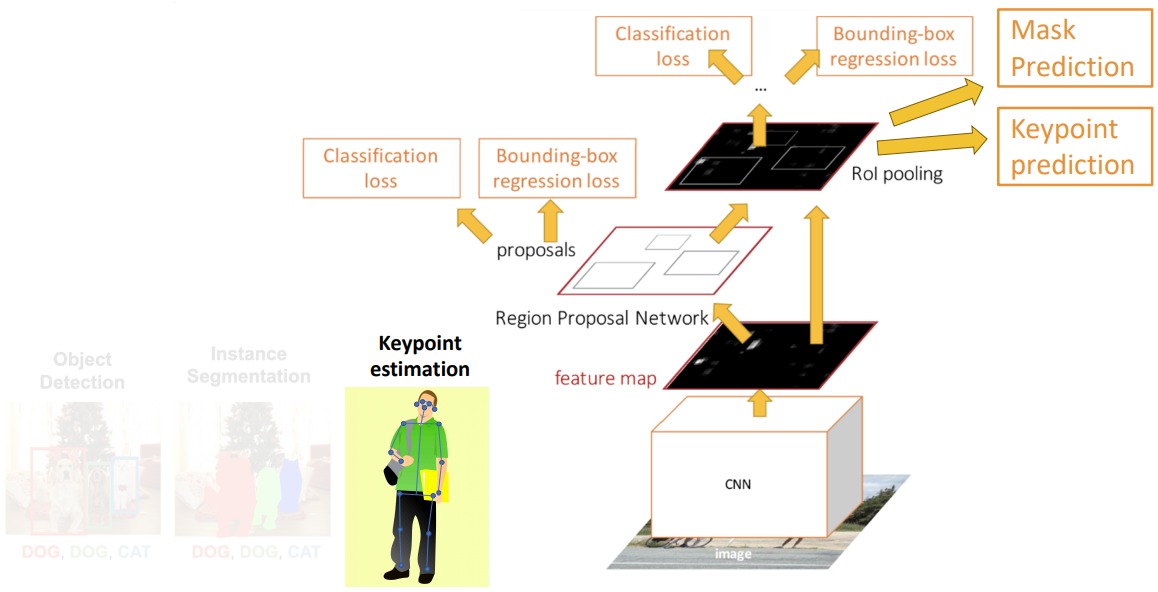 Classification
loss
Bounding-box
regression loss
Mask
Prediction
Keypoint
prediction
...
RoI pooling
Classification
loss
Bounding-box
regression loss
proposals
Region Proposal Network
feature map
CNN
image
Object
Detection
DOG, DOG, CAT
Instance
Segmentation
DOG, DOG, CAT
Keypoint
estimation